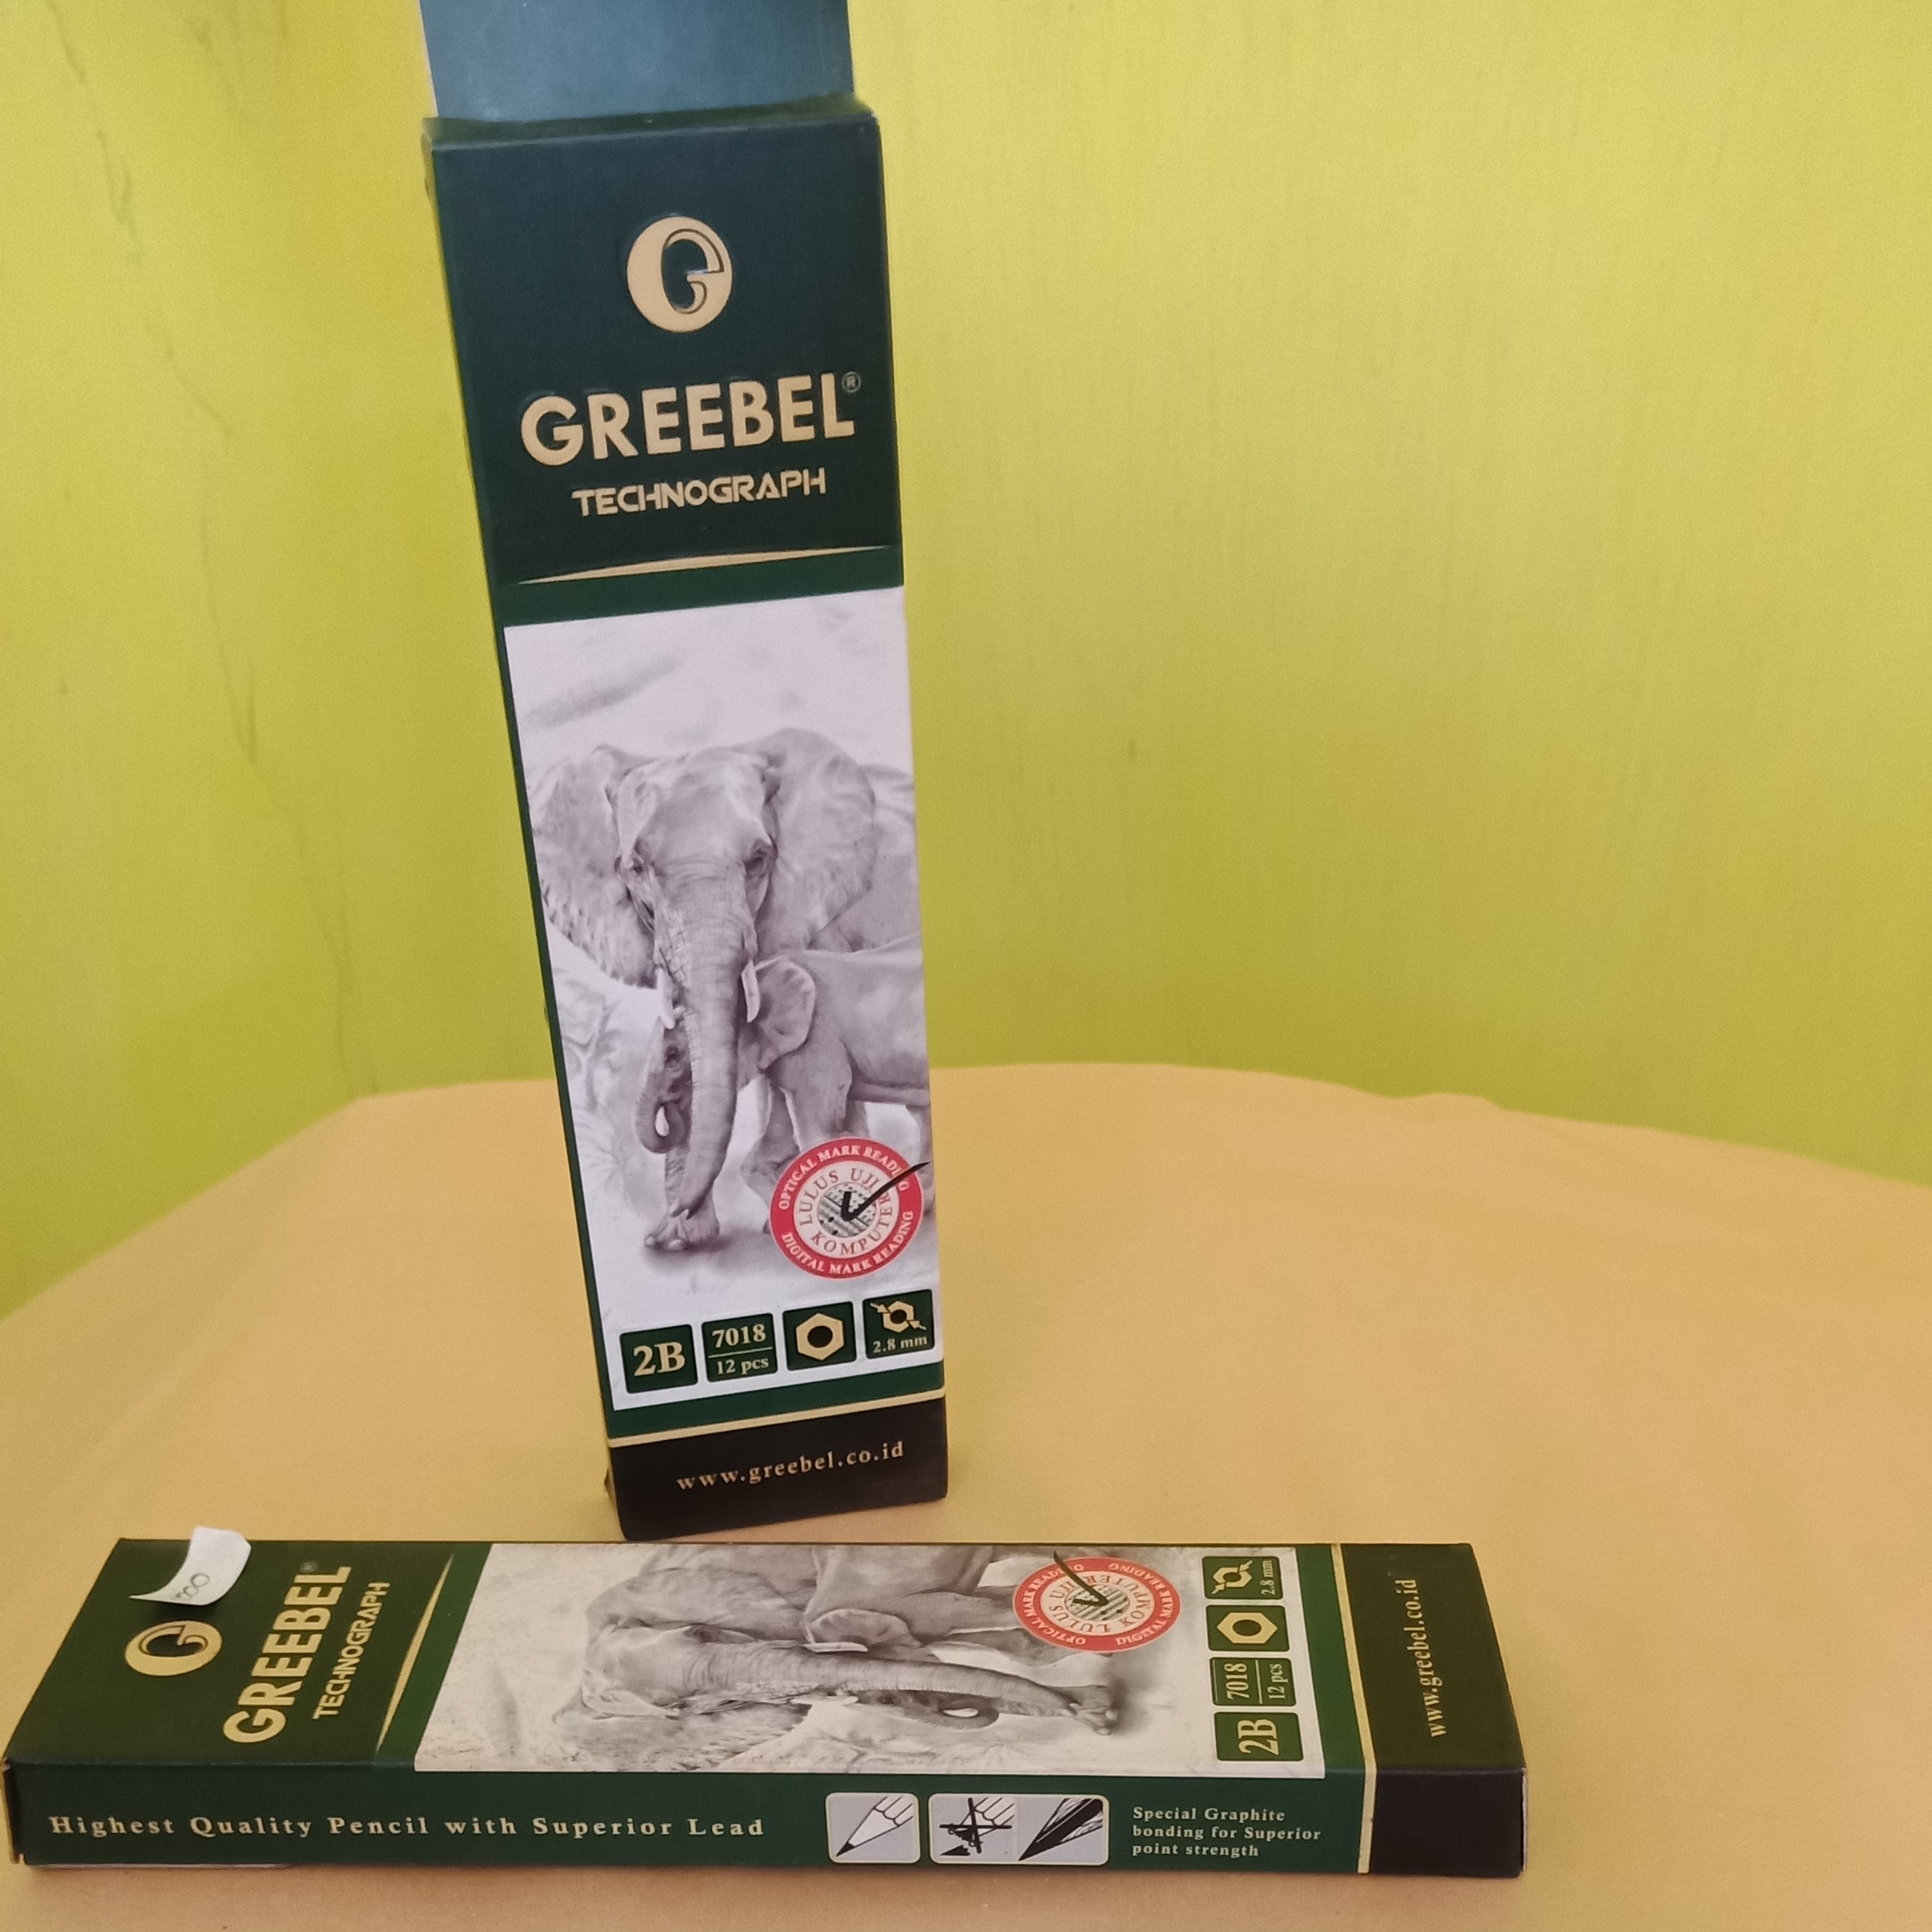 GREEBEL®
TECHNOGRAPH
OPTICAL MARK READING
LULUS UJI
KOMPUTER
DIGITAL MARK READING
2B
7018
12 pcs
2.8 mm
www.greebel.co.id
G
GREEBEL®
TECHNOGRAPH
OPTICAL MARK READING
LULUS UJI
KOMPUTER
DIGITAL MARK READING
2B
7018
12 pcs
2.8 mm
www.greebel.co.id
Highest Quality Pencil with Superior Lead
Special Graphite
bonding for Superior
point strength